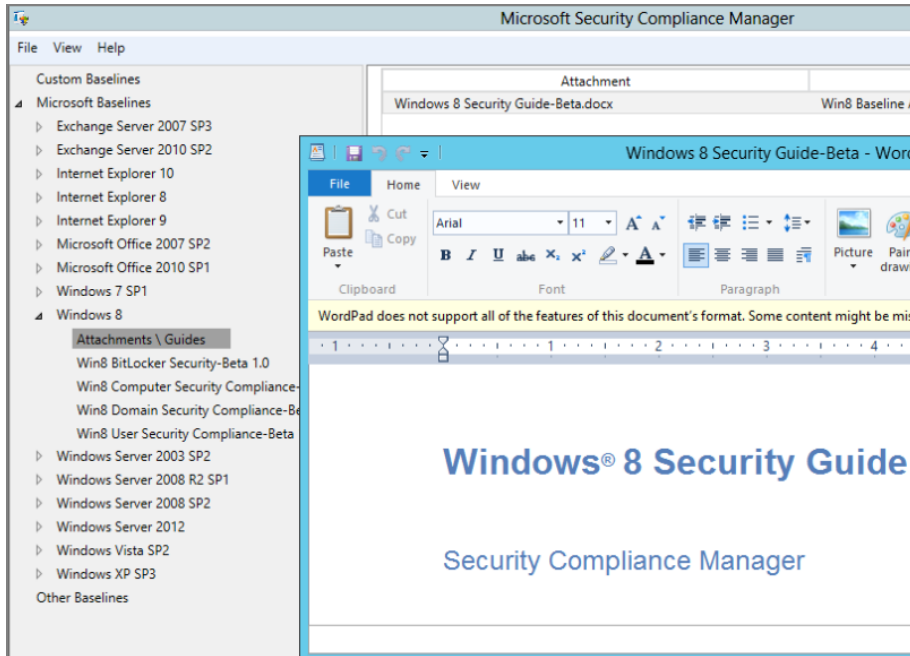 Microsoft Security Compliance Manager
File View Help
Custom Baselines
Microsoft Baselines
Exchange Server 2007 SP3
Exchange Server 2010 SP2
Internet Explorer 10
Internet Explorer 8
Internet Explorer 9
Microsoft Office 2007 SP2
Microsoft Office 2010 SP1
Windows 7 SP1
Windows 8
Attachments \ Guides
Win8 BitLocker Security-Beta 1.0
Win8 Computer Security Compliance-
Win8 Domain Security Compliance-Be
Win8 User Security Compliance-Beta
Windows Server 2003 SP2
Windows Server 2008 R2 SP1
Windows Server 2008 SP2
Windows Server 2012
Windows Vista SP2
Windows XP SP3
Other Baselines
Attachment
Windows 8 Security Guide-Beta.docx Win8 Baseline
Windows 8 Security Guide-Beta - Wor
File Home View
Paste
Cut
Copy
Clipboard
Arial 11 A A
B I U abc X₂ X² A
Font
Paragraph
Picture
Pain
draw
WordPad does not support all of the features of this document's format. Some content might be mis
1 1 2 3 4
Windows® 8 Security Guide
Security Compliance Manager